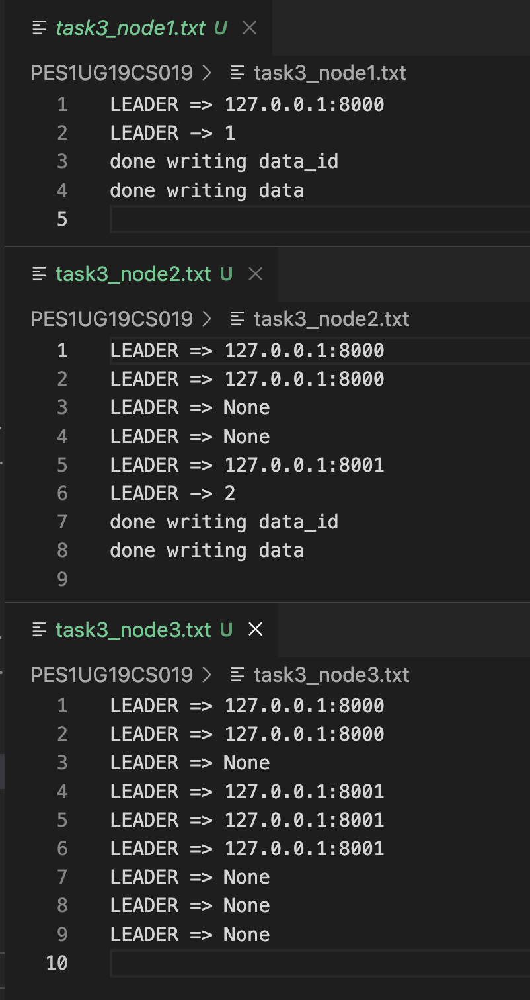 task3_node1.txt U
PES1UG19CS019 > task3_node1.txt
1 LEADER => 127.0.0.1:8000
2 LEADER -> 1
3 done writing data_id
4 done writing data
5
task3_node2.txt U
PES1UG19CS019 > task3_node2.txt
1 LEADER => 127.0.0.1:8000
2 LEADER => 127.0.0.1:8000
3 LEADER => None
4 LEADER => None
5 LEADER => 127.0.0.1:8001
6 LEADER -> 2
7 done writing data_id
8 done writing data
9
task3_node3.txt U
PES1UG19CS019 > task3_node3.txt
1 LEADER => 127.0.0.1:8000
2 LEADER => 127.0.0.1:8000
3 LEADER => None
4 LEADER => 127.0.0.1:8001
5 LEADER => 127.0.0.1:8001
6 LEADER => 127.0.0.1:8001
7 LEADER => None
8 LEADER => None
9 LEADER => None
10